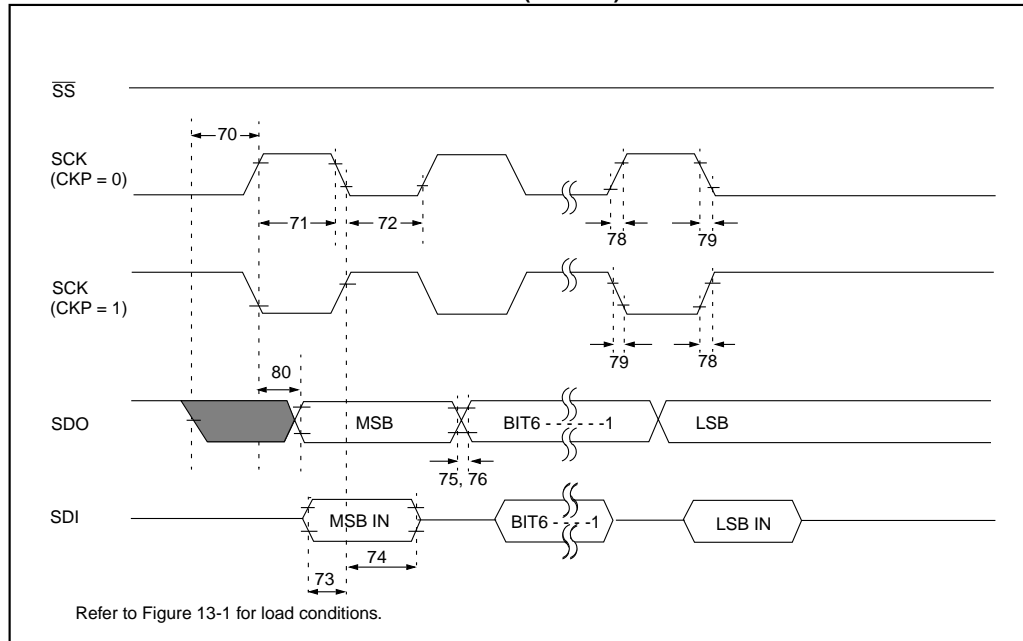 SS
70
SCK
(CKP = 0)
71
72
78
79
SCK
(CKP = 1)
79
78
80
SDO
MSB
BIT6 - - - - - -1
LSB
75, 76
SDI
MSB IN
BIT6 - - - -1
LSB IN
74
73
Refer to Figure 13-1 for load conditions.